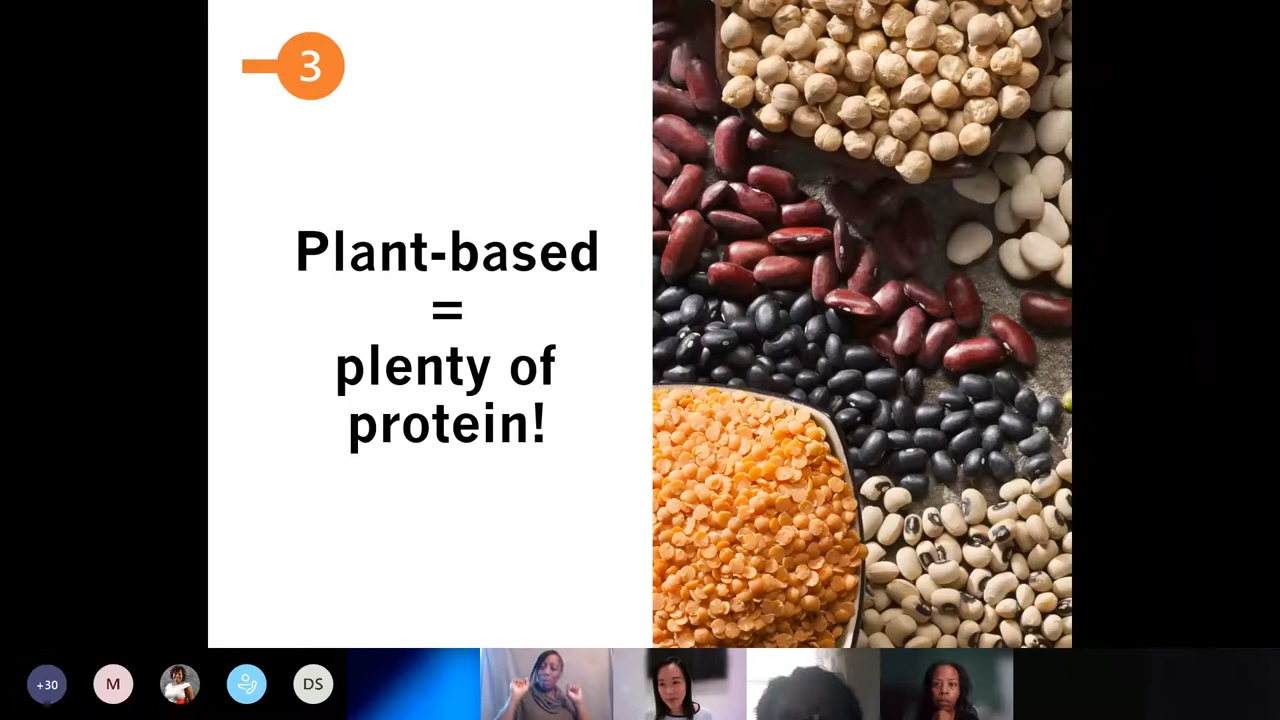 3
Plant-based
=
plenty of
protein!
+30
M
DS